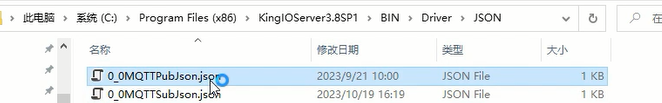 此电脑 > 系统 (C:) > Program Files (x86) > KingIOServer3.8SP1 > BIN > Driver > JSON
名称 修改日期 类型 大小
0_0MQTTPubJson.json 2023/9/21 10:00 JSON File 1 KB
0_0MQTTSubJson.json 2023/10/19 16:19 JSON File 1 KB